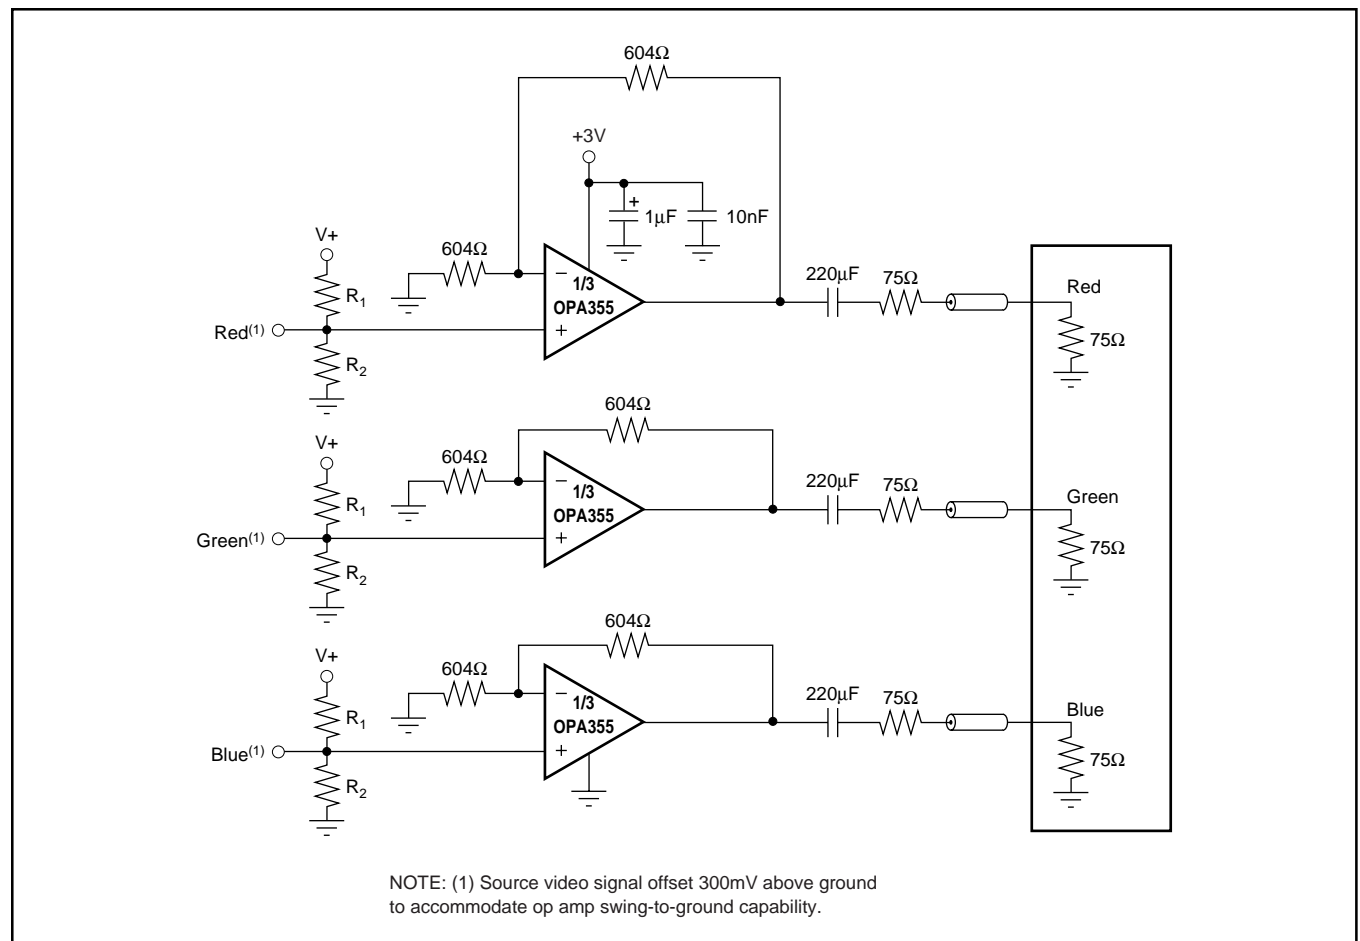 604Ω
+3V
+
1µF
10nF
V+
604Ω
R1
−
1/3
OPA355
+
220µF
75Ω
Red
75Ω
Red(1)
R2
604Ω
V+
604Ω
R1
−
1/3
OPA355
+
220µF
75Ω
Green
75Ω
Green(1)
R2
604Ω
V+
604Ω
R1
−
1/3
OPA355
+
220µF
75Ω
Blue
75Ω
Blue(1)
R2
NOTE: (1) Source video signal offset 300mV above ground
to accommodate op amp swing-to-ground capability.